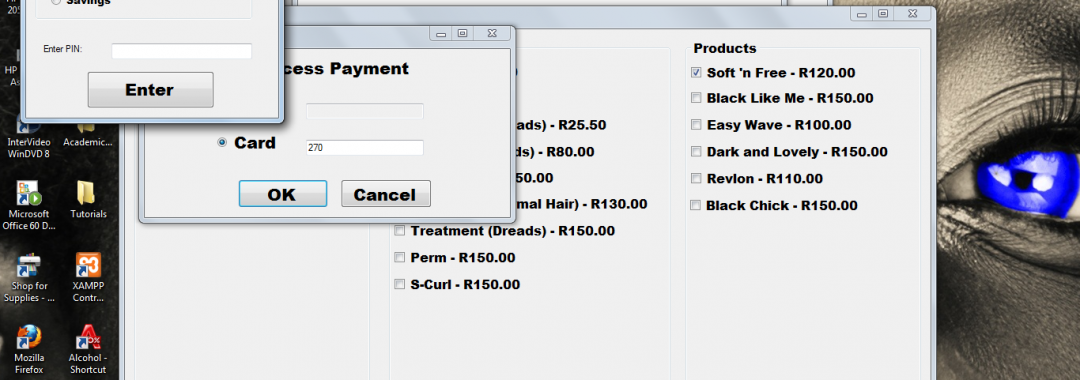 HP
205
Savings
Enter PIN:
Enter
HP
As
InterVideo
WinDVD 8
Academic...
Microsoft
Office 60 D...
Tutorials
Shop for
Supplies - ...
XAMPP
Contr...
Mozilla
Firefox
Alcohol -
Shortcut
cess Payment
Card
270
OK
Cancel
ads) - R25.50
ds) - R80.00
50.00
mal Hair) - R130.00
Treatment (Dreads) - R150.00
Perm - R150.00
S-Curl - R150.00
Products
Soft 'n Free - R120.00
Black Like Me - R150.00
Easy Wave - R100.00
Dark and Lovely - R150.00
Revlon - R110.00
Black Chick - R150.00